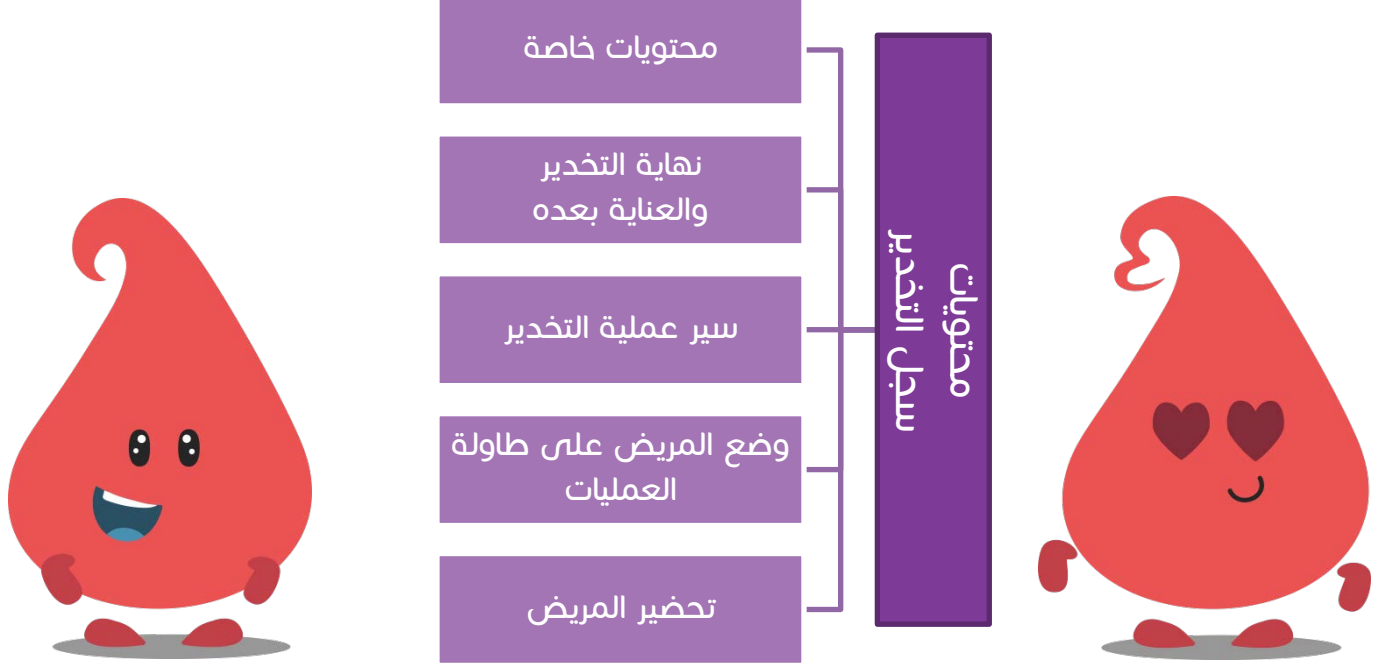 محتويات
سجل التخدير
محتويات خاصة
نهاية التخدير
والعناية بعده
سير عملية التخدير
وضع المريض على طاولة
العمليات
تحضير المريض